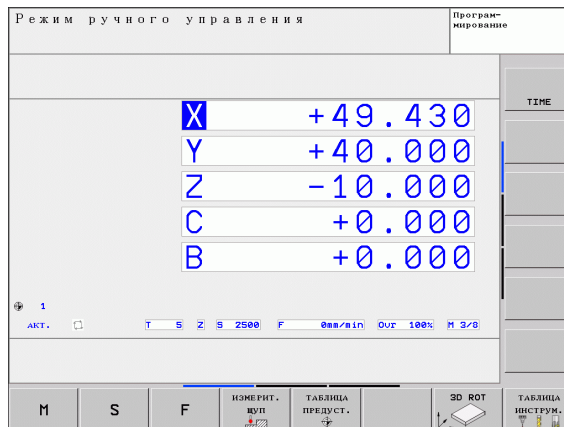 Режим ручного управления
Програм-
мирование
TIME
X +49.430
Y +40.000
Z -10.000
C +0.000
B +0.000
1
АКТ. T 5 Z S 2500 F 0mm/min Ovr 100% M 3/8
M S F ИЗМЕРИТ. ЩУП ТАБЛИЦА ПРЕДУСТ. 3D ROT ТАБЛИЦА ИНСТРУМ.